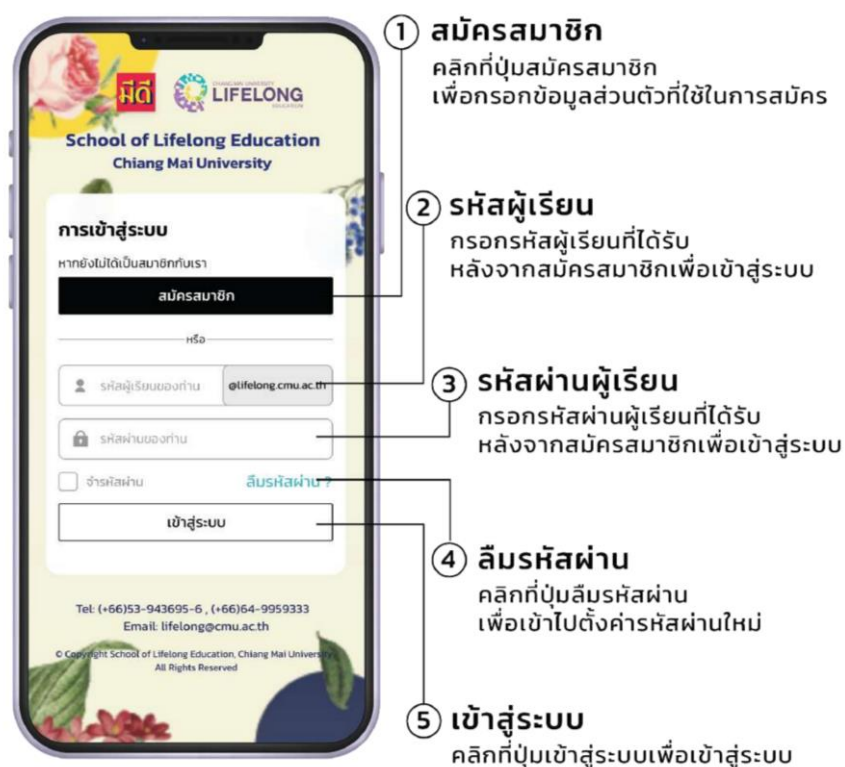 มีดี
CHIANG MAI UNIVERSITY
LIFELONG
EDUCATION
School of Lifelong Education
Chiang Mai University
การเข้าสู่ระบบ
หากยังไม่ได้เป็นสมาชิกกับเรา
สมัครสมาชิก
หรือ
รหัสผู้เรียนของท่าน @lifelong.cmu.ac.th
รหัสผ่านของท่าน
จำรหัสผ่าน ลืมรหัสผ่าน ?
เข้าสู่ระบบ
Tel: (+66)53-943695-6 , (+66)64-9959333
Email: lifelong@cmu.ac.th
© Copyright School of Lifelong Education, Chiang Mai University
All Rights Reserved
1 สมัครสมาชิก
คลิกที่ปุ่มสมัครสมาชิก
เพื่อกรอกข้อมูลส่วนตัวที่ใช้ในการสมัคร
2 รหัสผู้เรียน
กรอกรหัสผู้เรียนที่ได้รับ
หลังจากสมัครสมาชิกเพื่อเข้าสู่ระบบ
3 รหัสผ่านผู้เรียน
กรอกรหัสผ่านผู้เรียนที่ได้รับ
หลังจากสมัครสมาชิกเพื่อเข้าสู่ระบบ
4 ลืมรหัสผ่าน
คลิกที่ปุ่มลืมรหัสผ่าน
เพื่อเข้าไปตั้งค่ารหัสผ่านใหม่
5 เข้าสู่ระบบ
คลิกที่ปุ่มเข้าสู่ระบบเพื่อเข้าสู่ระบบ